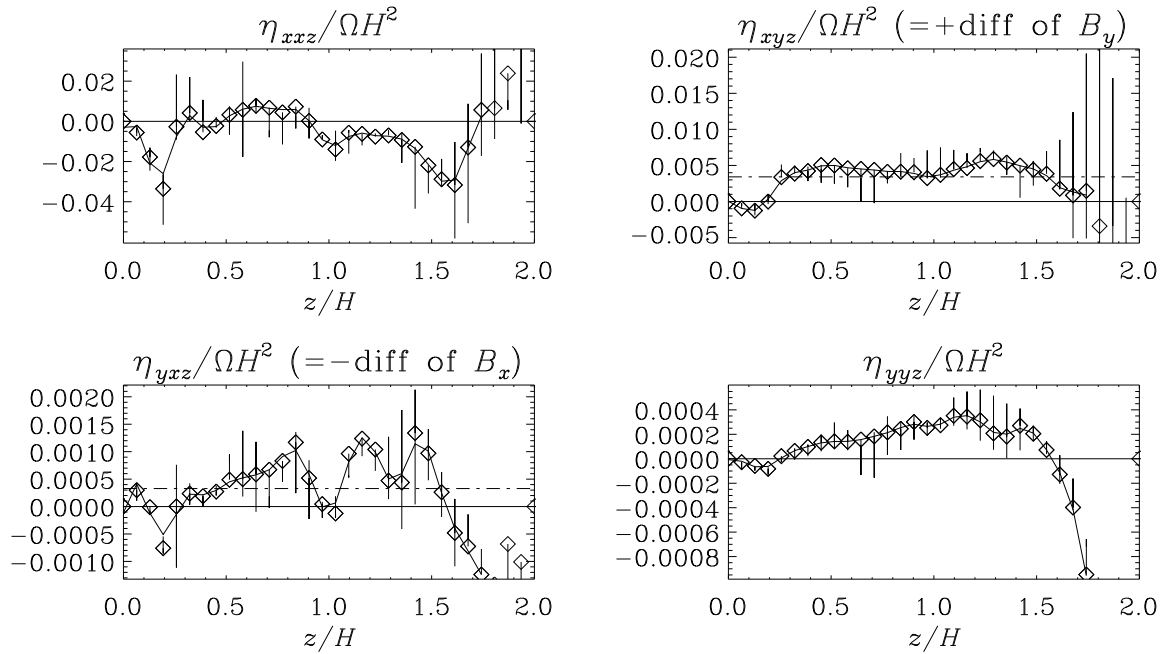 η_xxz/ΩH²
0.02
0.00
−0.02
−0.04
0.0 0.5 1.0 1.5 2.0
z/H
η_xyz/ΩH² (=+diff of B_y)
0.020
0.015
0.010
0.005
0.000
−0.005
0.0 0.5 1.0 1.5 2.0
z/H
η_yxz/ΩH² (=−diff of B_x)
0.0020
0.0015
0.0010
0.0005
0.0000
−0.0005
−0.0010
0.0 0.5 1.0 1.5 2.0
z/H
η_yyz/ΩH²
0.0004
0.0002
0.0000
−0.0002
−0.0004
−0.0006
−0.0008
0.0 0.5 1.0 1.5 2.0
z/H